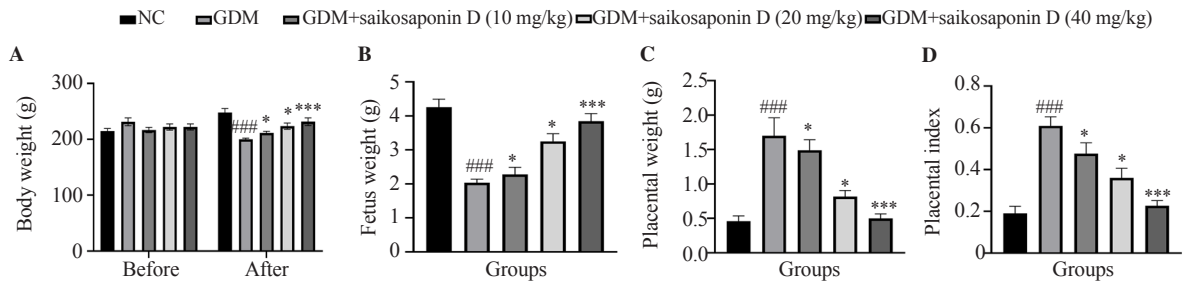 NC GDM GDM+saikosaponin D (10 mg/kg) GDM+saikosaponin D (20 mg/kg) GDM+saikosaponin D (40 mg/kg)
A
Body weight (g)
300
200
100
0
###
*
*
***
Before After
B
Fetus weight (g)
5
4
3
2
1
0
###
*
*
***
Groups
C
Placental weight (g)
2.5
2.0
1.5
1.0
0.5
0.0
###
*
*
***
Groups
D
Placental index
0.8
0.6
0.4
0.2
0
###
*
*
***
Groups